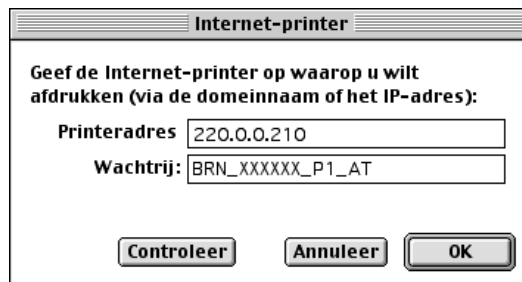 Internet-printer
Geef de Internet-printer op waarop u wilt
afdrukken (via de domeinnaam of het IP-adres):
Printeradres 220.0.0.210
Wachtrij: BRN_XXXXXX_P1_AT
Controleer Annuleer OK